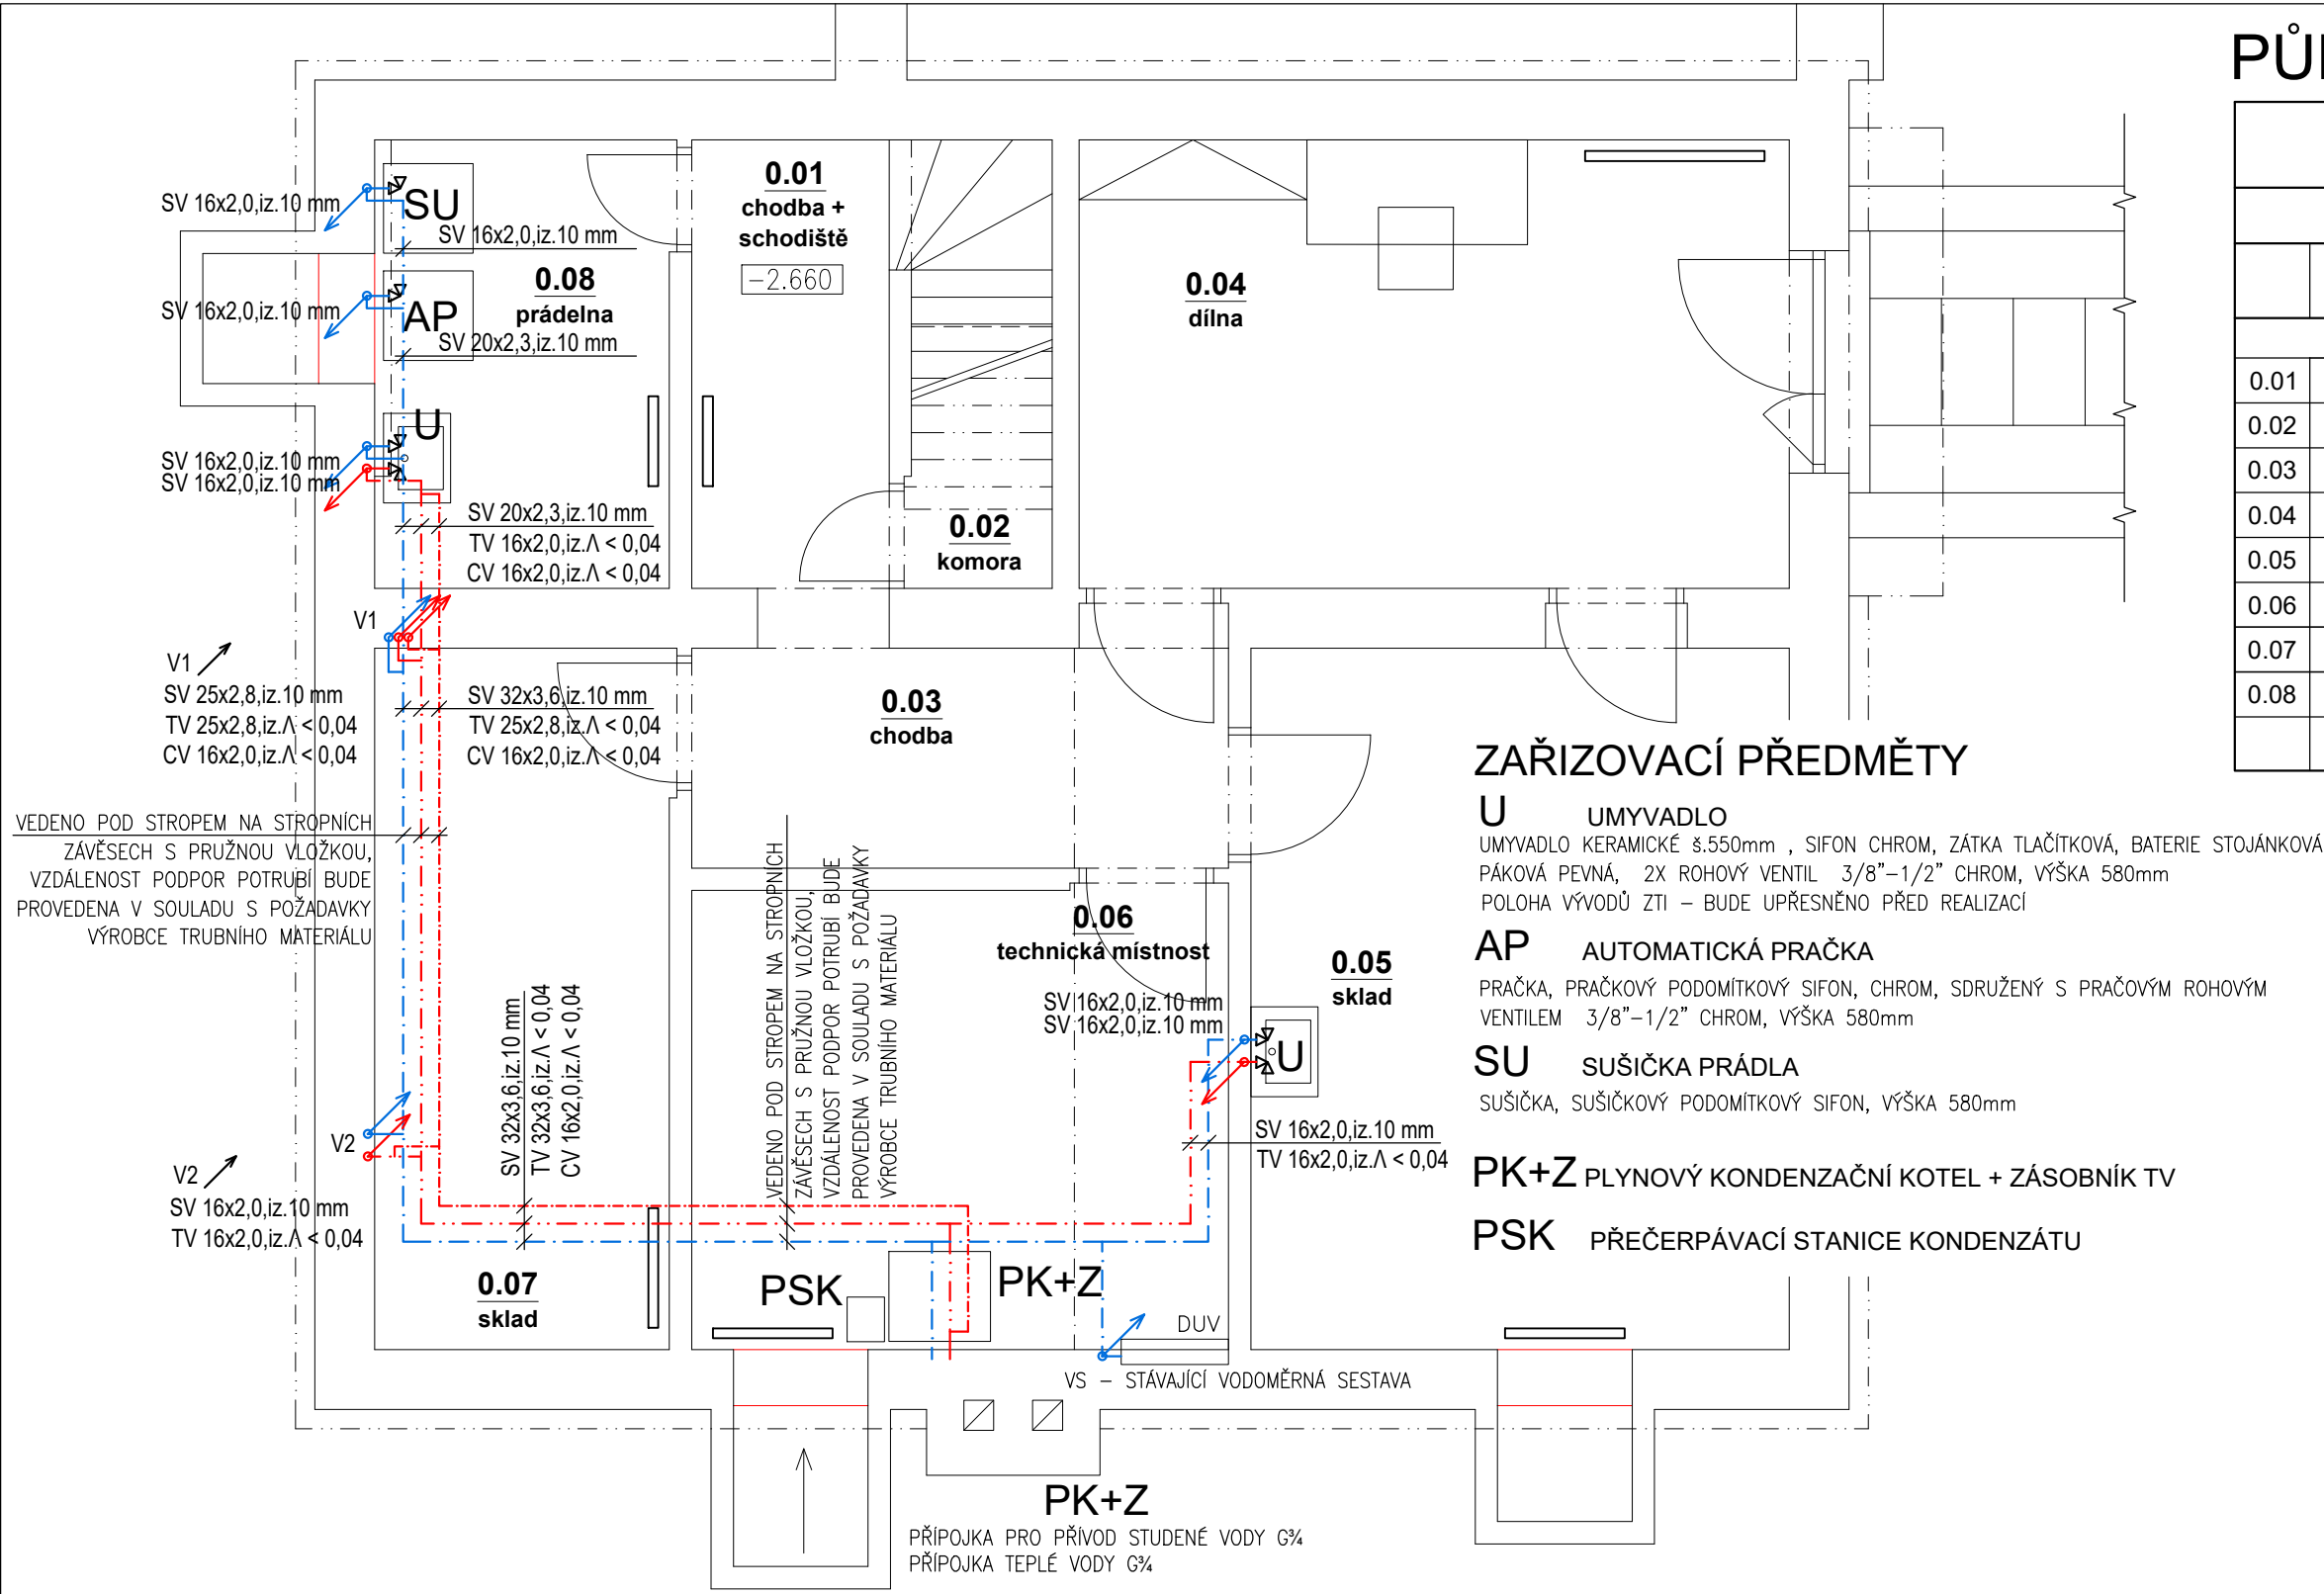 PŮ
SV 16x2,0,iz.10 mm
SU
SV 16x2,0,iz.10 mm
SV 16x2,0,iz.10 mm
AP
SV 20x2,3,iz.10 mm
0.08
prádelna
0.01
chodba +
schodiště
-2.660
0.04
dílna
U
SV 16x2,0,iz.10 mm
SV 16x2,0,iz.10 mm
SV 20x2,3,iz.10 mm
TV 16x2,0,iz.Λ < 0,04
CV 16x2,0,iz.Λ < 0,04
0.02
komora
V1
V1
SV 25x2,8,iz.10 mm
TV 25x2,8,iz.Λ < 0,04
CV 16x2,0,iz.Λ < 0,04
SV 32x3,6,iz.10 mm
TV 25x2,8,iz.Λ < 0,04
CV 16x2,0,iz.Λ < 0,04
0.03
chodba
VEDENO POD STROPEM NA STROPNÍCH
ZÁVĚSECH S PRUŽNOU VLOŽKOU,
VZDÁLENOST PODPOR POTRUBÍ BUDE
PROVEDENA V SOULADU S POŽADAVKY
VÝROBCE TRUBNÍHO MATERIÁLU
VEDENO POD STROPEM NA STROPNÍCH
ZÁVĚSECH S PRUŽNOU VLOŽKOU,
VZDÁLENOST PODPOR POTRUBÍ BUDE
PROVEDENA V SOULADU S POŽADAVKY
VÝROBCE TRUBNÍHO MATERIÁLU
0.06
technická místnost
SV 16x2,0,iz.10 mm
SV 16x2,0,iz.10 mm
0.05
sklad
U
SV 16x2,0,iz.10 mm
TV 16x2,0,iz.Λ < 0,04
SV 32x3,6,iz.10 mm
TV 32x3,6,iz.Λ < 0,04
CV 16x2,0,iz.Λ < 0,04
V2
V2
SV 16x2,0,iz.10 mm
TV 16x2,0,iz.Λ < 0,04
0.07
sklad
PSK
PK+Z
DUV
VS - STÁVAJÍCÍ VODOMĚRNÁ SESTAVA
PK+Z
PŘÍPOJKA PRO PŘÍVOD STUDENÉ VODY G¾
PŘÍPOJKA TEPLÉ VODY G¾
0.01
0.02
0.03
0.04
0.05
0.06
0.07
0.08
ZAŘIZOVACÍ PŘEDMĚTY
U UMYVADLO
UMYVADLO KERAMICKÉ š.550mm , SIFON CHROM, ZÁTKA TLAČÍTKOVÁ, BATERIE STOJÁNKOVÁ
PÁKOVÁ PEVNÁ, 2X ROHOVÝ VENTIL 3/8"-1/2" CHROM, VÝŠKA 580mm
POLOHA VÝVODŮ ZTI - BUDE UPŘESNĚNO PŘED REALIZACÍ
AP AUTOMATICKÁ PRAČKA
PRAČKA, PRAČKOVÝ PODOMÍTKOVÝ SIFON, CHROM, SDRUŽENÝ S PRAČOVÝM ROHOVÝM
VENTILEM 3/8"-1/2" CHROM, VÝŠKA 580mm
SU SUŠIČKA PRÁDLA
SUŠIČKA, SUŠIČKOVÝ PODOMÍTKOVÝ SIFON, VÝŠKA 580mm
PK+Z PLYNOVÝ KONDENZAČNÍ KOTEL + ZÁSOBNÍK TV
PSK PŘEČERPÁVACÍ STANICE KONDENZÁTU